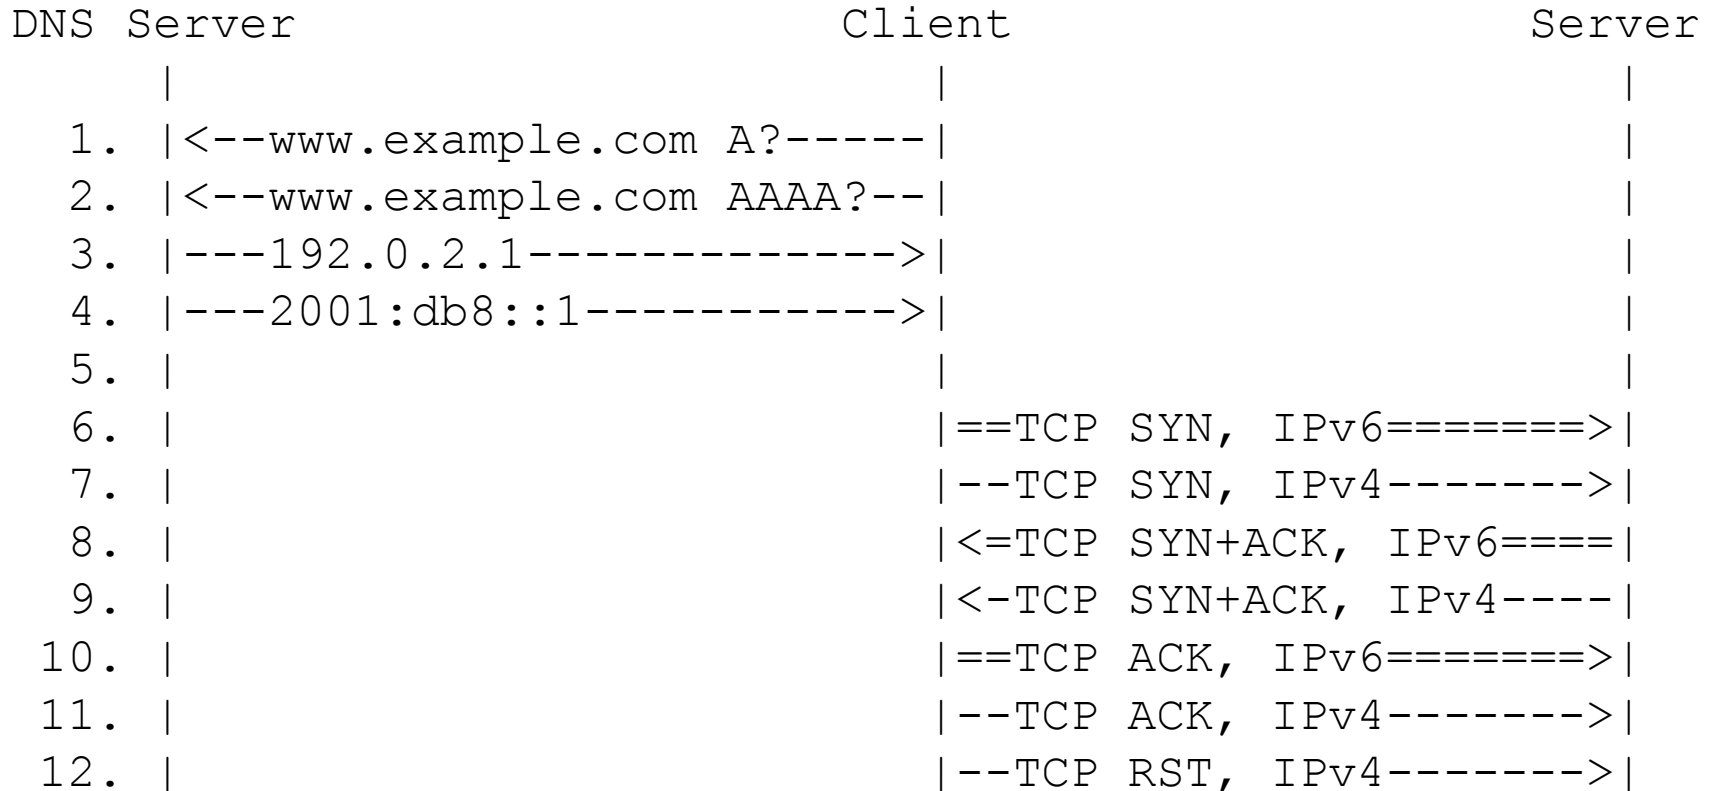 DNS Server                  Client                  Server
     |                          |                       |
  1. |<--www.example.com A?-----|                       |
  2. |<--www.example.com AAAA?--|                       |
  3. |---192.0.2.1------------->|                       |
  4. |---2001:db8::1----------->|                       |
  5. |                          |                       |
  6. |                          |==TCP SYN, IPv6=======>|
  7. |                          |--TCP SYN, IPv4------->|
  8. |                          |<=TCP SYN+ACK, IPv6====|
  9. |                          |<-TCP SYN+ACK, IPv4----|
 10. |                          |==TCP ACK, IPv6=======>|
 11. |                          |--TCP ACK, IPv4------->|
 12. |                          |--TCP RST, IPv4------->|